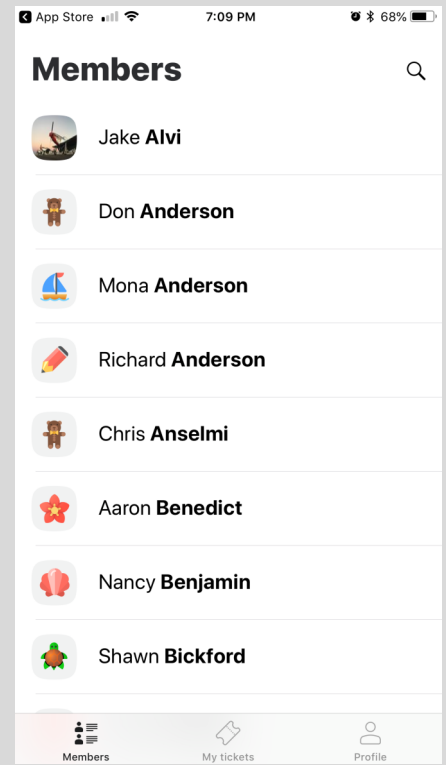 App Store 7:09 PM 68%
Members
Jake Alvi
Don Anderson
Mona Anderson
Richard Anderson
Chris Anselmi
Aaron Benedict
Nancy Benjamin
Shawn Bickford
Members My tickets Profile